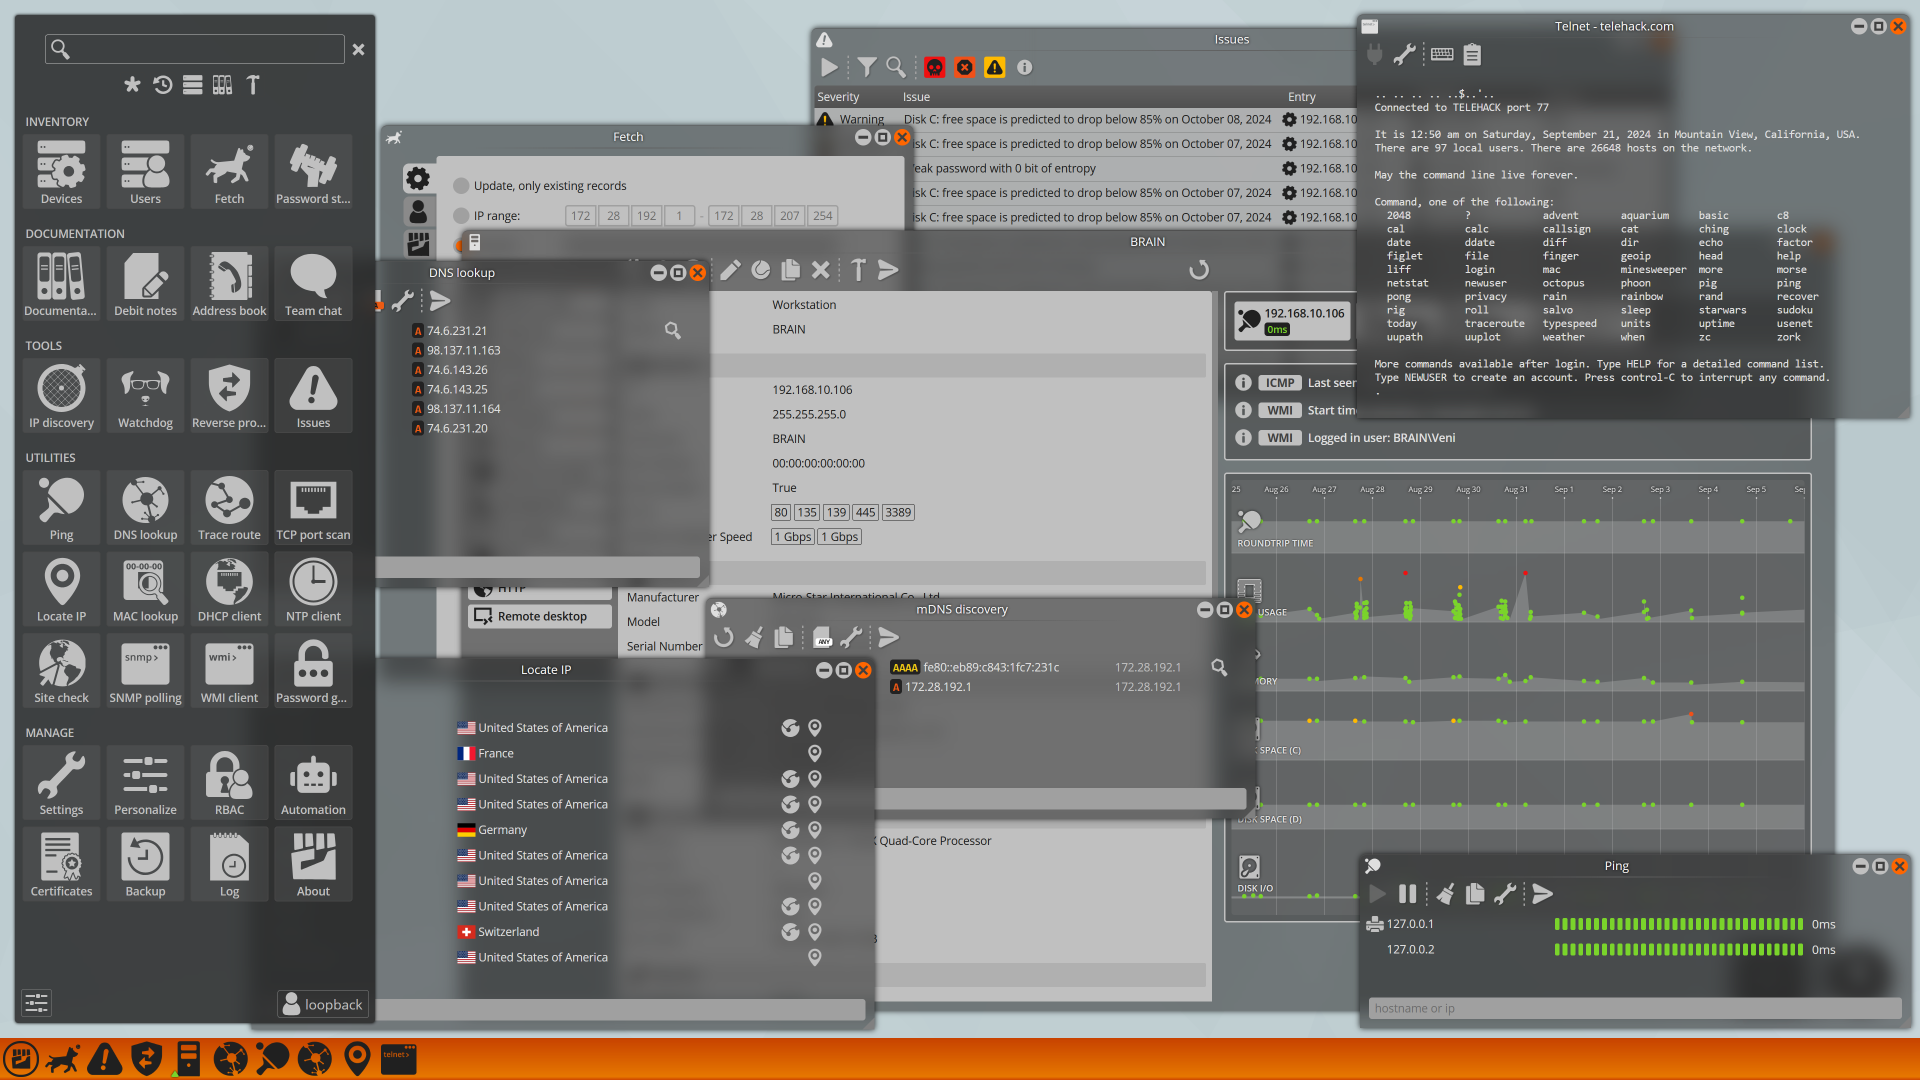 INVENTORY
Devices
Users
Fetch
Password st...
DOCUMENTATION
Documenta...
Debit notes
Address book
Team chat
TOOLS
IP discovery
Watchdog
Reverse pro...
Issues
UTILITIES
Ping
DNS lookup
Trace route
TCP port scan
Locate IP
00-00-00
MAC lookup
DHCP client
NTP client
Site check
snmp>
SNMP polling
wmi>
WMI client
Password g...
MANAGE
Settings
Personalize
RBAC
Automation
Certificates
Backup
Log
About
loopback
Fetch
Update, only existing records
IP range: 172 28 192 1 - 172 28 207 254
DNS lookup
A 74.6.231.21
A 98.137.11.163
A 74.6.143.26
A 74.6.143.25
A 98.137.11.164
A 74.6.231.20
Issues
Severity Issue Entry
Warning Disk C: free space is predicted to drop below 85% on October 08, 2024 192.168.10
isk C: free space is predicted to drop below 85% on October 07, 2024 192.168.10
eak password with 0 bit of entropy 192.168.10
isk C: free space is predicted to drop below 85% on October 07, 2024 192.168.10
isk C: free space is predicted to drop below 85% on October 07, 2024 192.168.10
BRAIN
Workstation
BRAIN
192.168.10.106
255.255.255.0
BRAIN
00:00:00:00:00:00
True
80 135 139 445 3389
er Speed 1 Gbps 1 Gbps
HTTP
Remote desktop
Manufacturer Micro-Star International Co., Ltd.
Model
Serial Number
X Quad-Core Processor
192.168.10.106
0ms
ICMP Last seen
WMI Start time
WMI Logged in user: BRAIN\Veni
25 Aug 26 Aug 27 Aug 28 Aug 29 Aug 30 Aug 31 Sep 1 Sep 2 Sep 3 Sep 4 Sep 5 Sep
ROUNDTRIP TIME
USAGE
MORY
SPACE (C)
DISK SPACE (D)
DISK I/O
mDNS discovery
ANY
AAAA fe80::eb89:c843:1fc7:231c 172.28.192.1
A 172.28.192.1 172.28.192.1
Locate IP
United States of America
France
United States of America
United States of America
Germany
United States of America
United States of America
United States of America
Switzerland
United States of America
Telnet - telehack.com
.. .. .. .. ..$..'..
Connected to TELEHACK port 77
It is 12:50 am on Saturday, September 21, 2024 in Mountain View, California, USA.
There are 97 local users. There are 26648 hosts on the network.
May the command line live forever.
Command, one of the following:
2048 ? advent aquarium basic c8
cal calc callsign cat ching clock
date ddate diff dir echo factor
figlet file finger geoip head help
liff login mac minesweeper more morse
netstat newuser octopus phoon pig ping
pong privacy rain rainbow rand recover
rig roll salvo sleep starwars sudoku
today traceroute typespeed units uptime usenet
uupath uuplot weather when zc zork
More commands available after login. Type HELP for a detailed command list.
Type NEWUSER to create an account. Press control-C to interrupt any command.
.
Ping
127.0.0.1 0ms
127.0.0.2 0ms
hostname or ip
telnet>